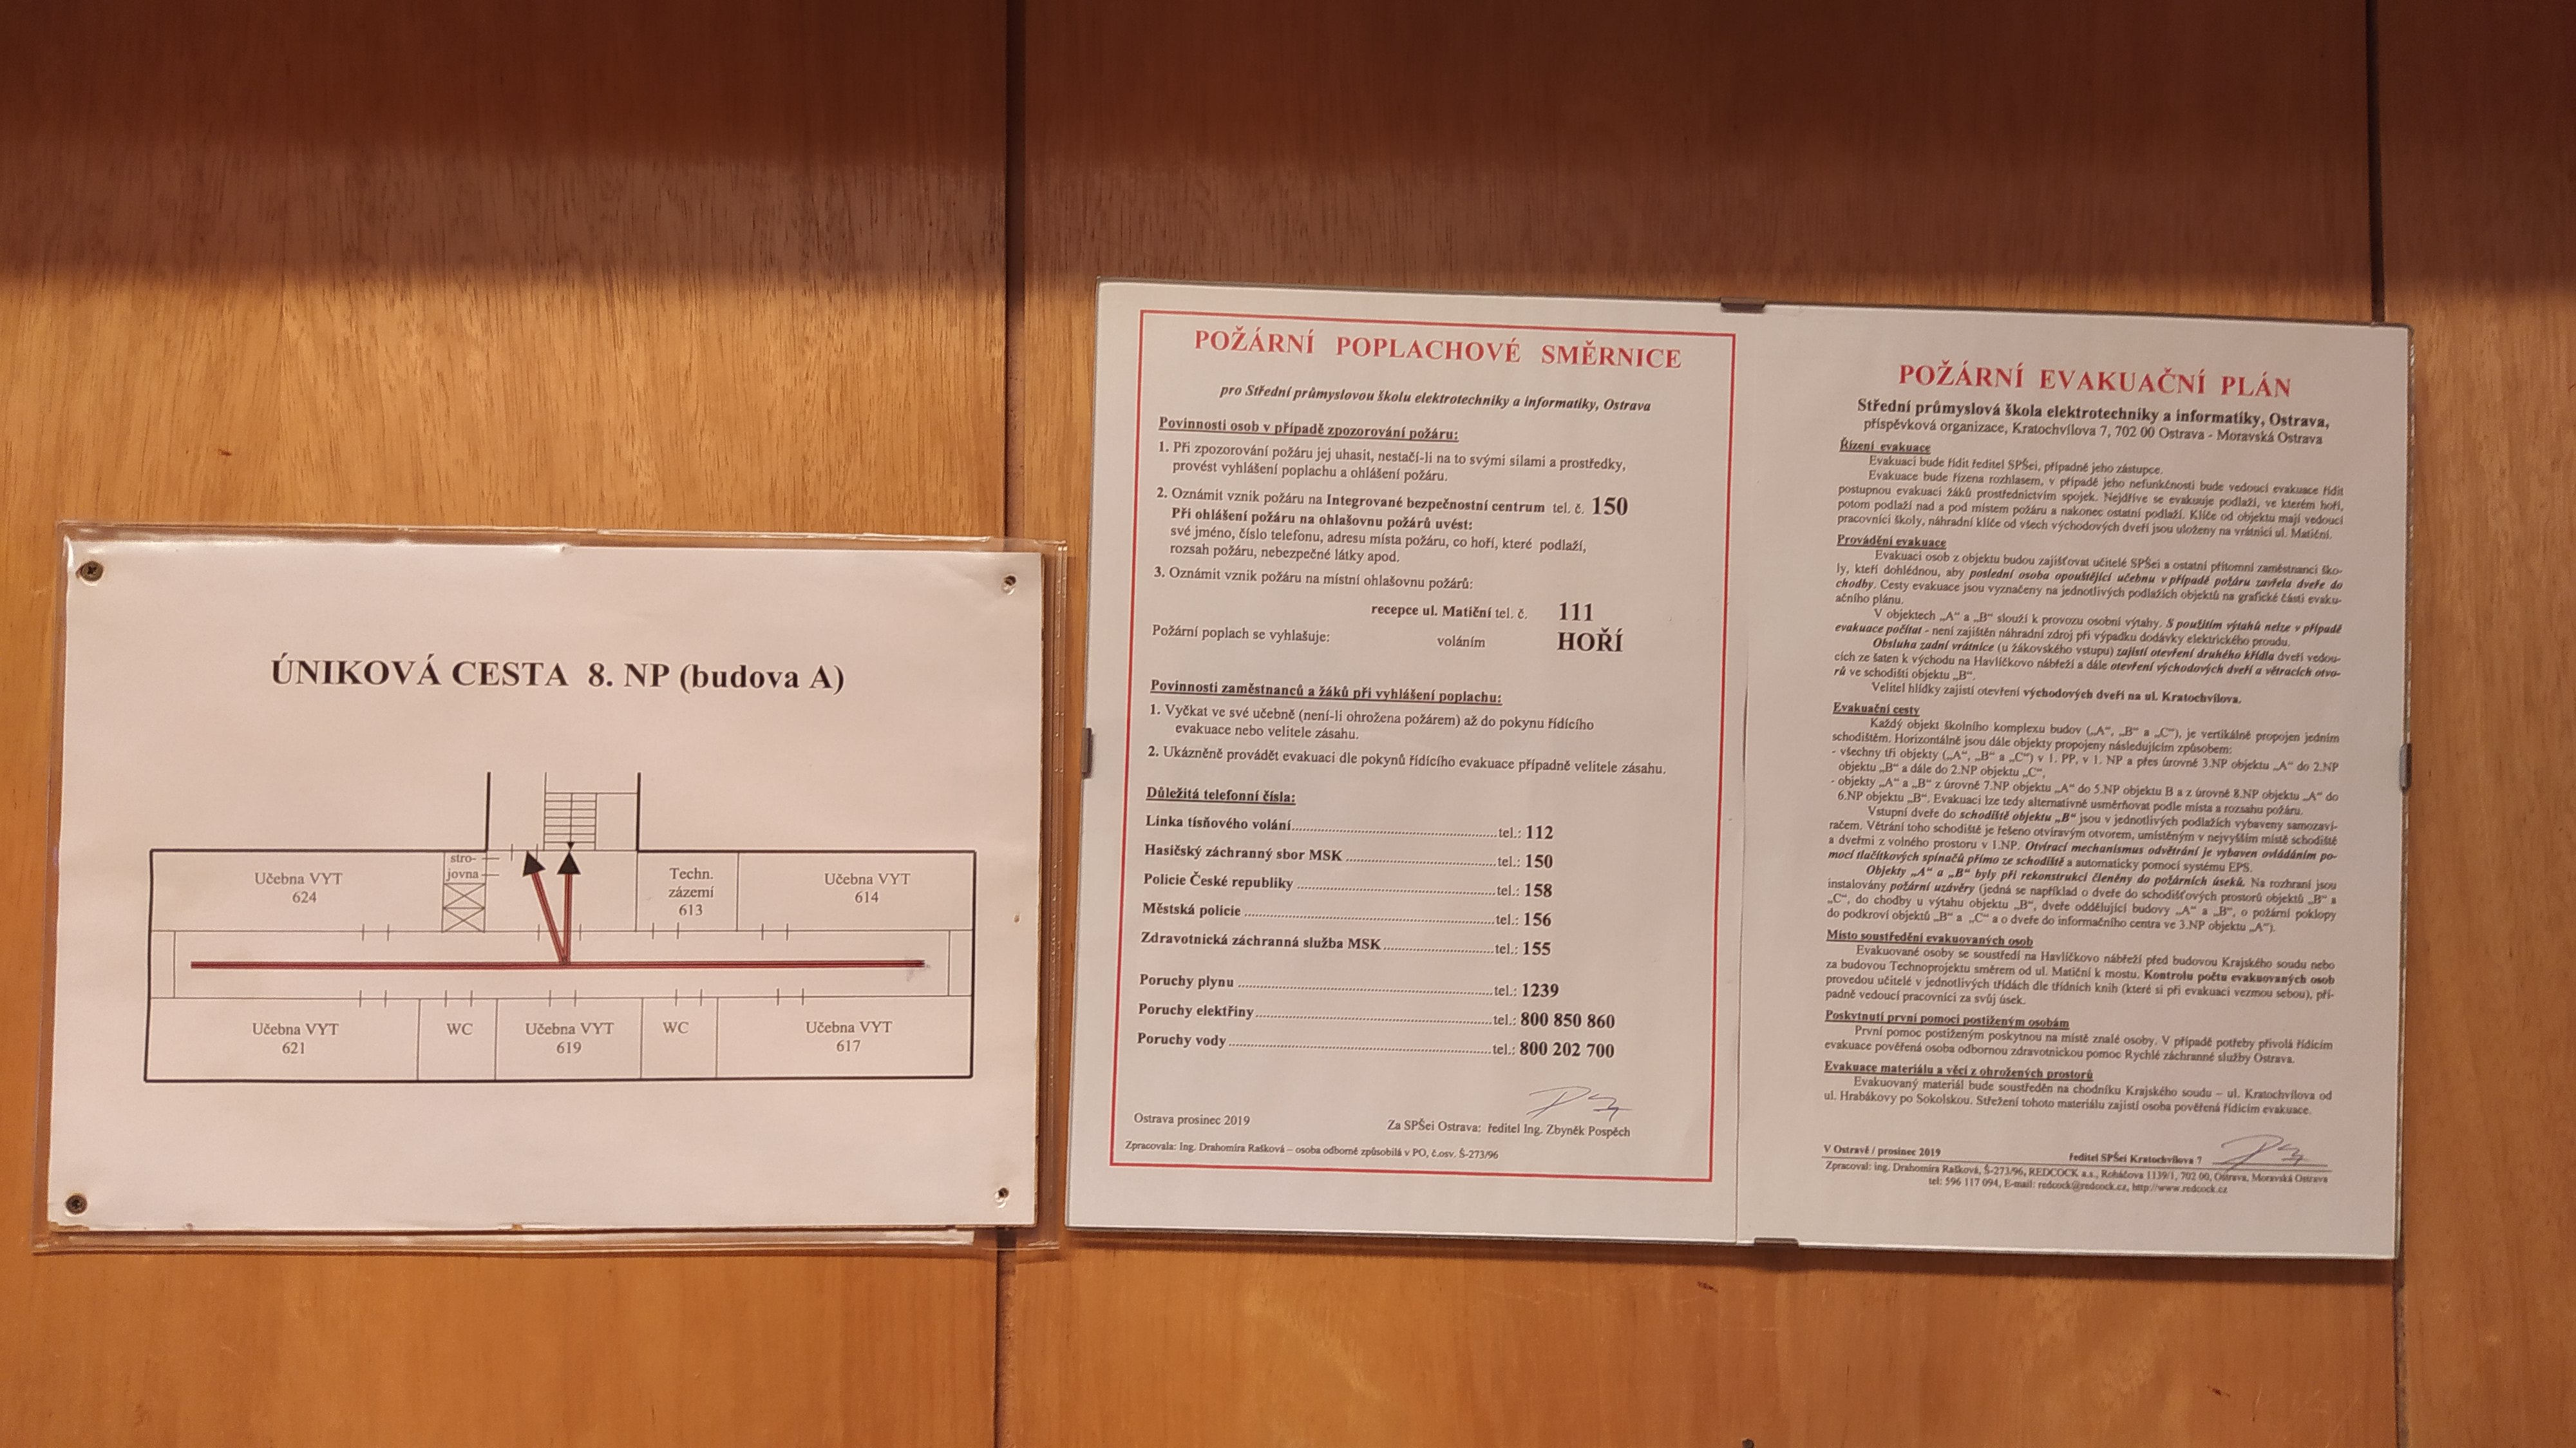 ÚNIKOVÁ CESTA 8. NP (budova A)
Učebna VYT
624
stro-
jovna
Techn.
zázemí
613
Učebna VYT
614
Učebna VYT
621
WC
Učebna VYT
619
WC
Učebna VYT
617
POŽÁRNÍ POPLACHOVÉ SMĚRNICE
pro Střední průmyslovou školu elektrotechniky a informatiky, Ostrava
Povinnosti osob v případě zpozorování požáru:
1. Při zpozorování požáru jej uhasit, nestačí-li na to svými silami a prostředky,
provést vyhlášení poplachu a ohlášení požáru.
2. Oznámit vznik požáru na Integrované bezpečnostní centrum tel. č. 150
Při ohlášení požáru na ohlašovnu požárů uvést:
své jméno, číslo telefonu, adresu místa požáru, co hoří, které podlaží,
rozsah požáru, nebezpečné látky apod.
3. Oznámit vznik požáru na místní ohlašovnu požárů:
recepce ul. Matiční tel. č. 111
Požární poplach se vyhlašuje: voláním HOŘÍ
Povinnosti zaměstnanců a žáků při vyhlášení poplachu:
1. Vyčkat ve své učebně (není-li ohrožena požárem) až do pokynu řídícího
evakuace nebo velitele zásahu.
2. Ukázněně provádět evakuaci dle pokynů řídícího evakuace případně velitele zásahu.
Důležitá telefonní čísla:
Linka tísňového volání....................tel.: 112
Hasičský záchranný sbor MSK....................tel.: 150
Policie České republiky....................tel.: 158
Městská policie....................tel.: 156
Zdravotnická záchranná služba MSK....................tel.: 155
Poruchy plynu....................tel.: 1239
Poruchy elektřiny....................tel.: 800 850 860
Poruchy vody....................tel.: 800 202 700
Ostrava prosinec 2019
Za SPŠei Ostrava: ředitel Ing. Zbyněk Pospěch
Zpracovala: Ing. Drahomíra Rašková – osoba odborně způsobilá v PO, č.osv. Š-273/96
POŽÁRNÍ EVAKUAČNÍ PLÁN
Střední průmyslová škola elektrotechniky a informatiky, Ostrava,
příspěvková organizace, Kratochvílova 7, 702 00 Ostrava - Moravská Ostrava
Řízení evakuace
Evakuaci bude řídit ředitel SPŠei, případně jeho zástupce.
Evakuace bude řízena rozhlasem, v případě jeho nefunkčnosti bude vedoucí evakuace řídit
postupnou evakuaci žáků prostřednictvím spojek. Nejdříve se evakuuje podlaží, ve kterém hoří,
potom podlaží nad a pod místem požáru a nakonec ostatní podlaží. Klíče od objektu mají vedoucí
pracovníci školy, náhradní klíče od všech východových dveří jsou uloženy na vrátnici ul. Matiční.
Provádění evakuace
Evakuaci osob z objektu budou zajišťovat učitelé SPŠei a ostatní přítomní zaměstnanci ško-
ly, kteří dohlédnou, aby poslední osoba opouštějící učebnu v případě požáru zavřela dveře do
chodby. Cesty evakuace jsou vyznačeny na jednotlivých podlažích objektů na grafické části evaku-
ačního plánu.
V objektech „A“ a „B“ slouží k provozu osobní výtahy. S použitím výtahů nelze v případě
evakuace počítat - není zajištěn náhradní zdroj při výpadku dodávky elektrického proudu.
Obsluha zadní vrátnice (u žákovského vstupu) zajistí otevření druhého křídla dveří vedou-
cích ze šaten k východu na Havlíčkovo nábřeží a dále otevření východových dveří a větracích otvo-
rů ve schodišti objektu „B“.
Velitel hlídky zajistí otevření východových dveří na ul. Kratochvílova.
Evakuační cesty
Každý objekt školního komplexu budov („A“, „B“ a „C“), je vertikálně propojen jedním
schodištěm. Horizontálně jsou dále objekty propojeny následujícím způsobem:
- všechny tři objekty („A“, „B“ a „C“) v 1. PP, v 1. NP a přes úrovně 3.NP objektu „A“ do 2.NP
objektu „B“ a dále do 2.NP objektu „C“,
- objekty „A“ a „B“ z úrovně 7.NP objektu „A“ do 5.NP objektu B a z úrovně 8.NP objektu „A“ do
6.NP objektu „B“. Evakuaci lze tedy alternativně usměrňovat podle místa a rozsahu požáru.
Vstupní dveře do schodiště objektu „B“ jsou v jednotlivých podlažích vybaveny samozaví-
račem. Větrání toho schodiště je řešeno otvíravým otvorem, umístěným v nejvyšším místě schodiště
a dveřmi z volného prostoru v 1.NP. Otvírací mechanismus odvětrání je vybaven ovládáním po-
mocí tlačítkových spínačů přímo ze schodiště a automaticky pomocí systému EPS.
Objekty „A“ a „B“ byly při rekonstrukci členěny do požárních úseků. Na rozhraní jsou
instalovány požární uzávěry (jedná se například o dveře do schodišťových prostorů objektů „B“ a
„C“, do chodby u výtahu objektu „B“, dveře oddělující budovy „A“ a „B“, o požární poklopy
do podkroví objektů „B“ a „C“ a o dveře do informačního centra ve 3.NP objektu „A“).
Místo soustředění evakuovaných osob
Evakuované osoby se soustředí na Havlíčkovo nábřeží před budovou Krajského soudu nebo
za budovou Technoprojektu směrem od ul. Matiční k mostu. Kontrolu počtu evakuovaných osob
provedou učitelé v jednotlivých třídách dle třídních knih (které si při evakuaci vezmou sebou), pří-
padně vedoucí pracovníci za svůj úsek.
Poskytnutí první pomoci postiženým osobám
První pomoc postiženým poskytnou na místě znalé osoby. V případě potřeby přivolá řídícím
evakuace pověřená osoba odbornou zdravotnickou pomoc Rychlé záchranné služby Ostrava.
Evakuace materiálu a věcí z ohrožených prostorů
Evakuovaný materiál bude soustředěn na chodníku Krajského soudu – ul. Kratochvílova od
ul. Hrabákovy po Sokolskou. Střežení tohoto materiálu zajistí osoba pověřená řídícím evakuace.
V Ostravě / prosinec 2019
ředitel SPŠei Kratochvílova 7
Zpracoval: ing. Drahomíra Rašková, Š-273/96, REDCOCK a.s., Roháčova 1139/1, 702 00, Ostrava, Moravská Ostrava
tel: 596 117 094, E-mail: redcock@redcock.cz, http://www.redcock.cz